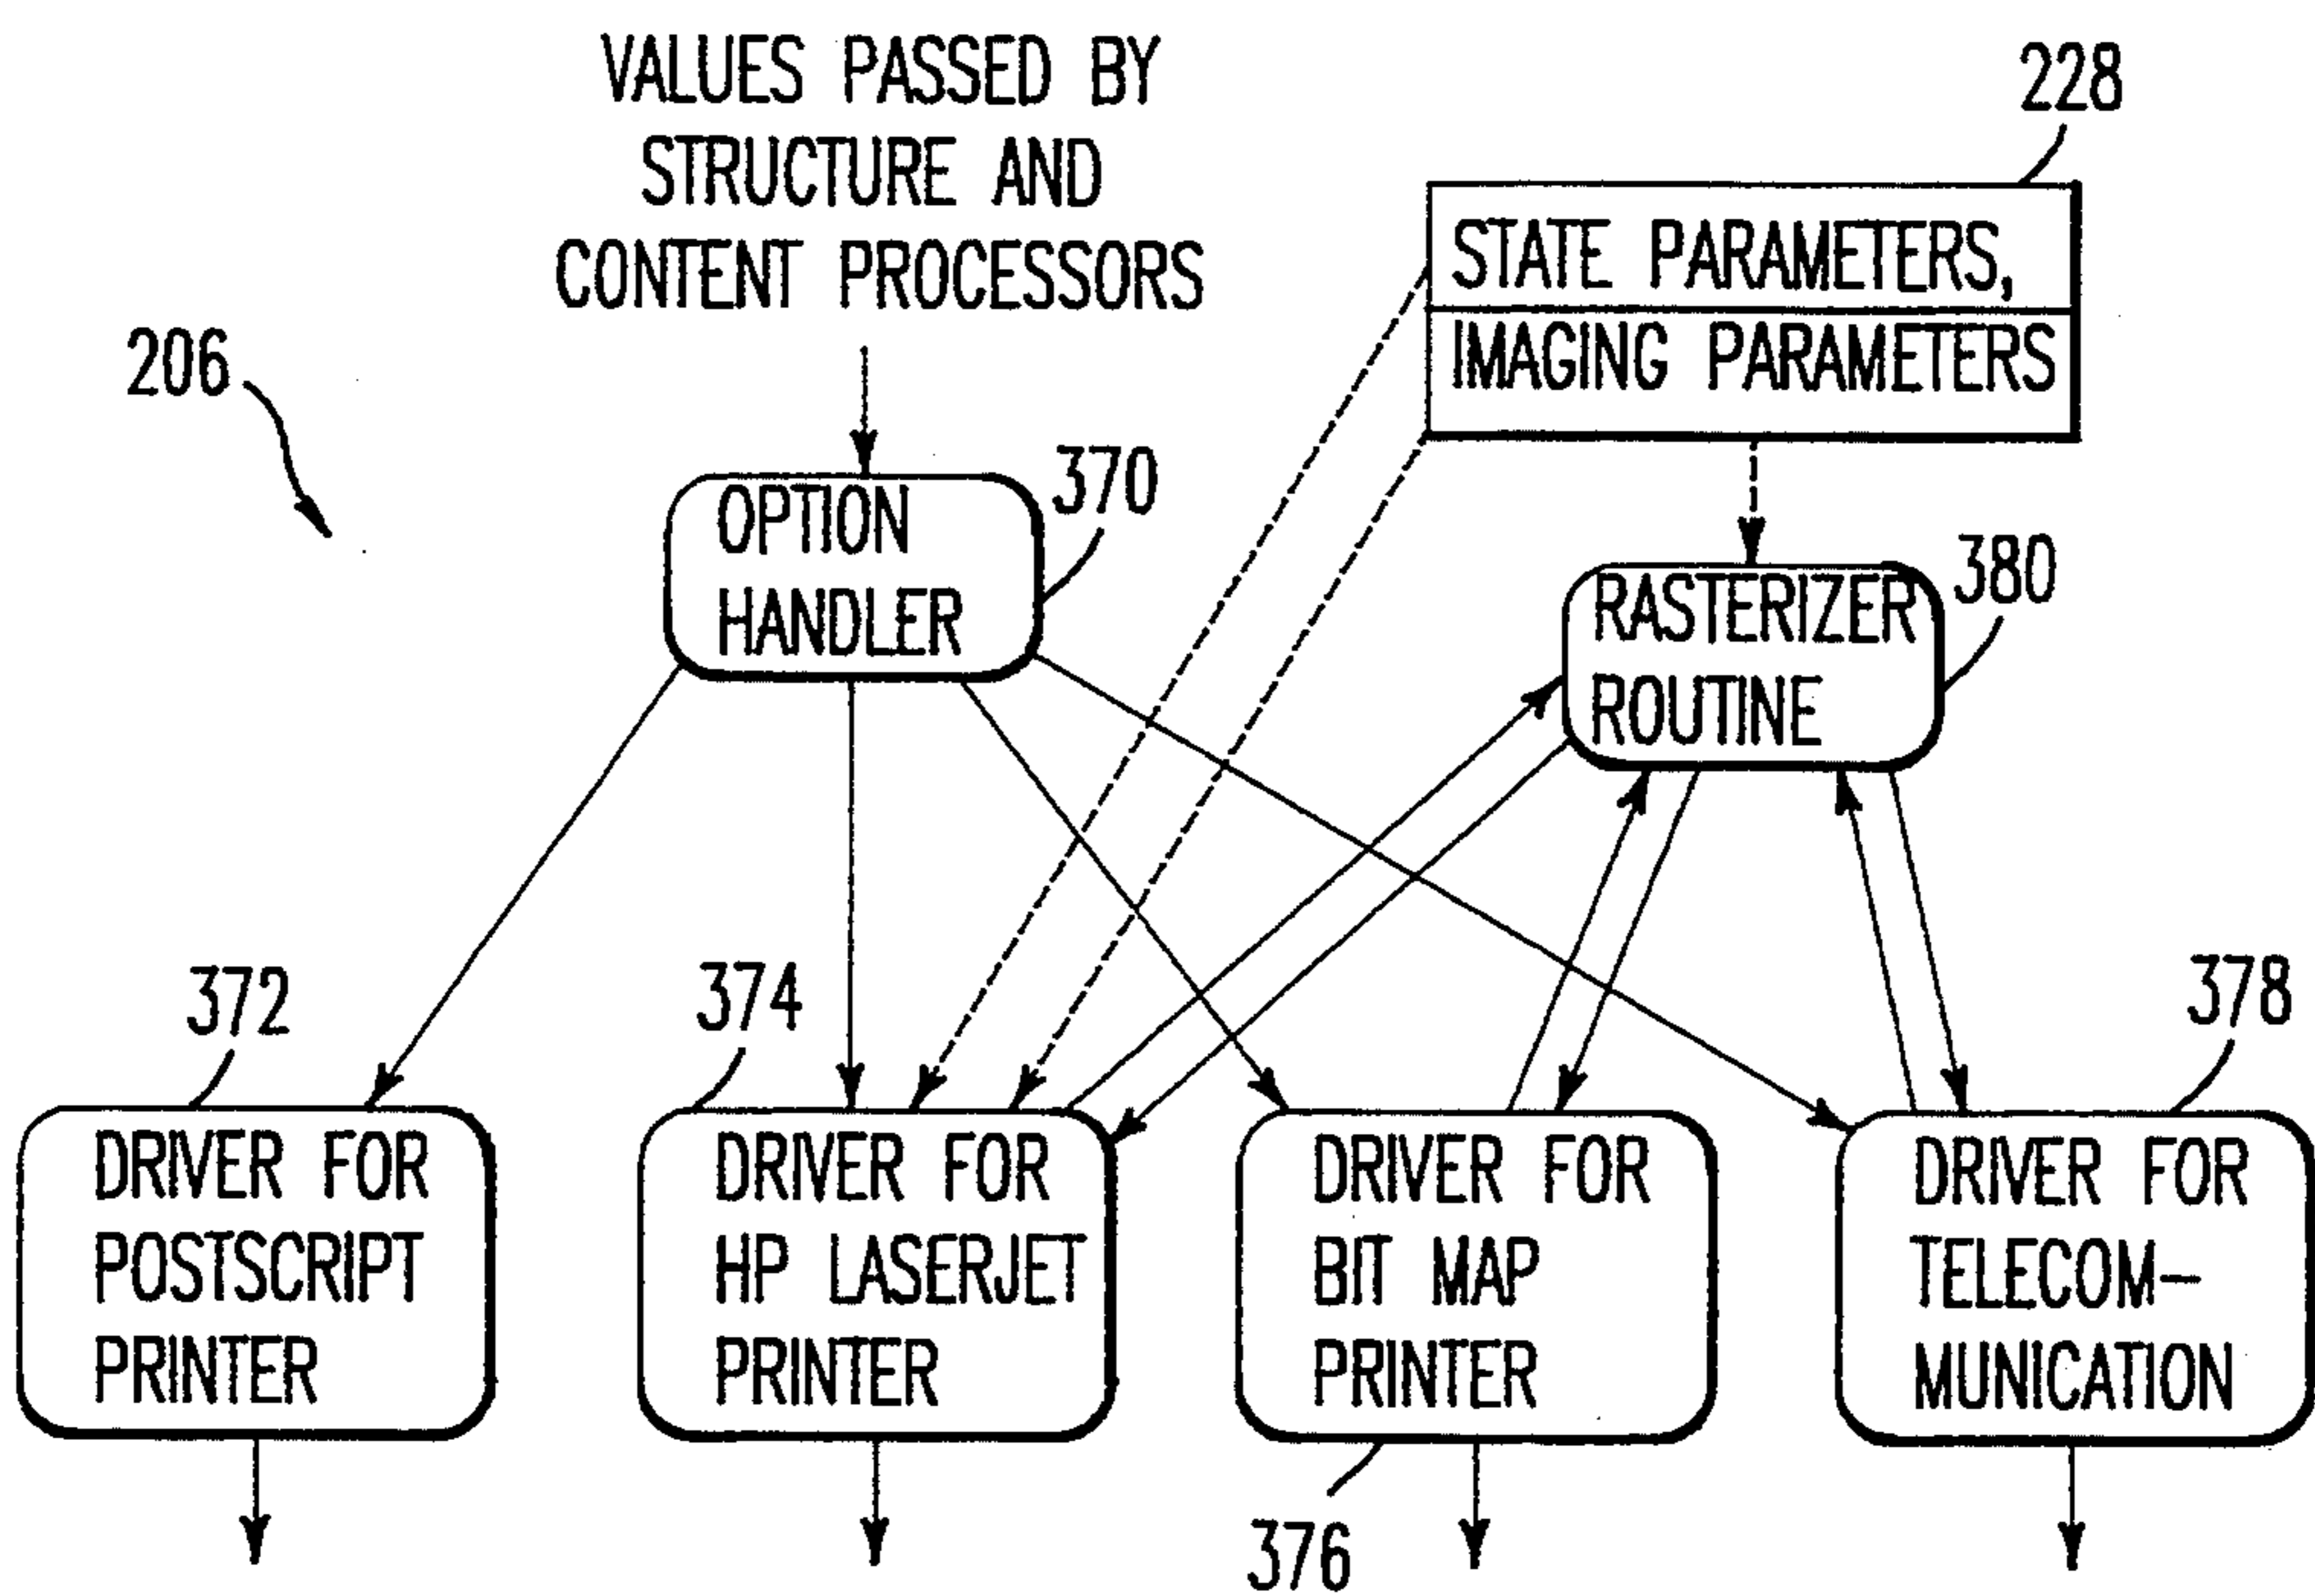 VALUES PASSED BY
STRUCTURE AND
CONTENT PROCESSORS
228
STATE PARAMETERS,
IMAGING PARAMETERS
206
370
OPTION
HANDLER
380
RASTERIZER
ROUTINE
372
374
378
DRIVER FOR
POSTSCRIPT
PRINTER
DRIVER FOR
HP LASERJET
PRINTER
DRIVER FOR
BIT MAP
PRINTER
DRIVER FOR
TELECOM-
MUNICATION
376